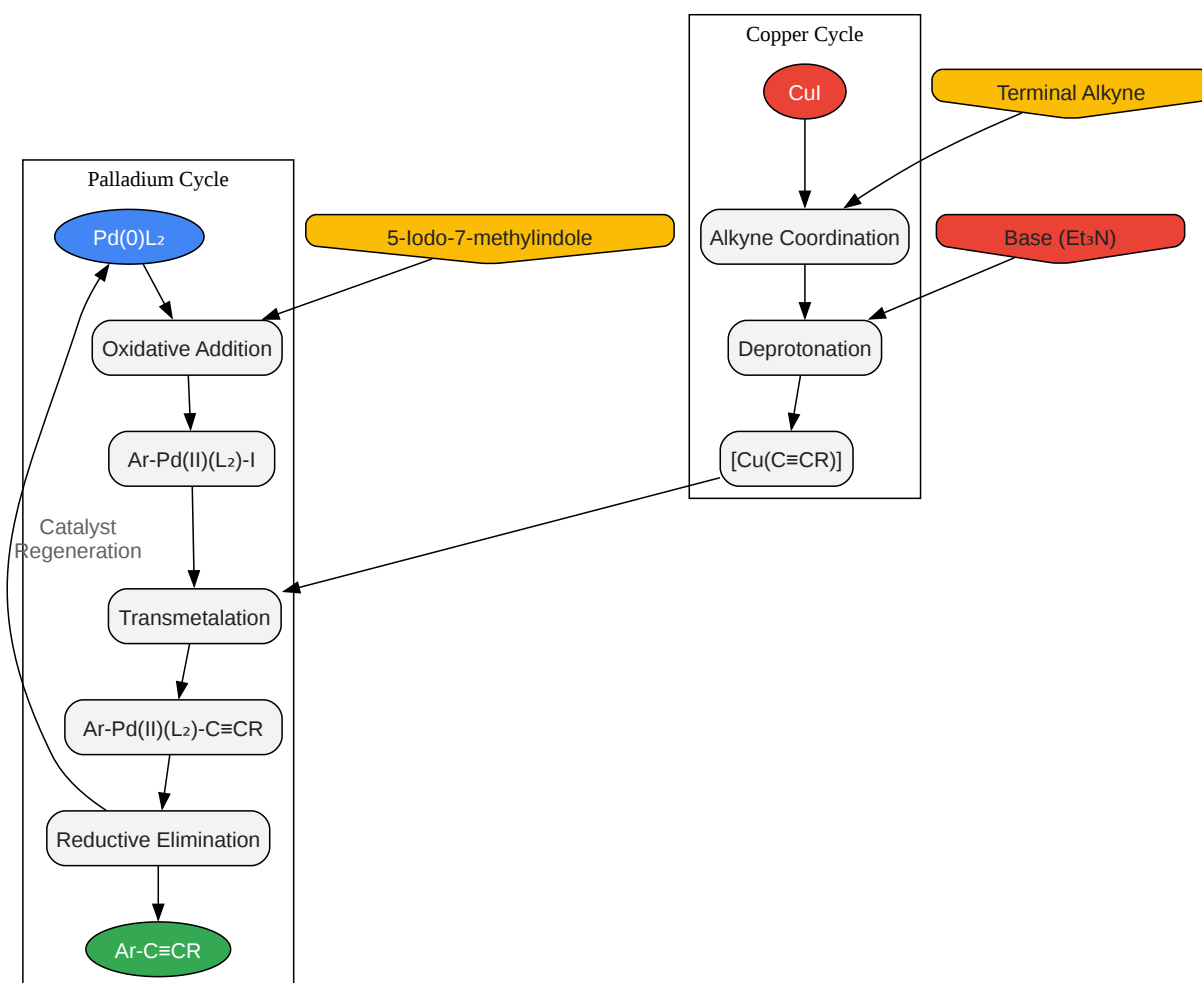 Copper Cycle
CuI
Terminal Alkyne
Palladium Cycle
Pd(0)L₂
5-Iodo-7-methylindole
Alkyne Coordination
Base (Et₃N)
Oxidative Addition
Deprotonation
Ar-Pd(II)(L₂)-I
[Cu(C≡CR)]
Catalyst
Regeneration
Transmetalation
Ar-Pd(II)(L₂)-C≡CR
Reductive Elimination
Ar-C≡CR